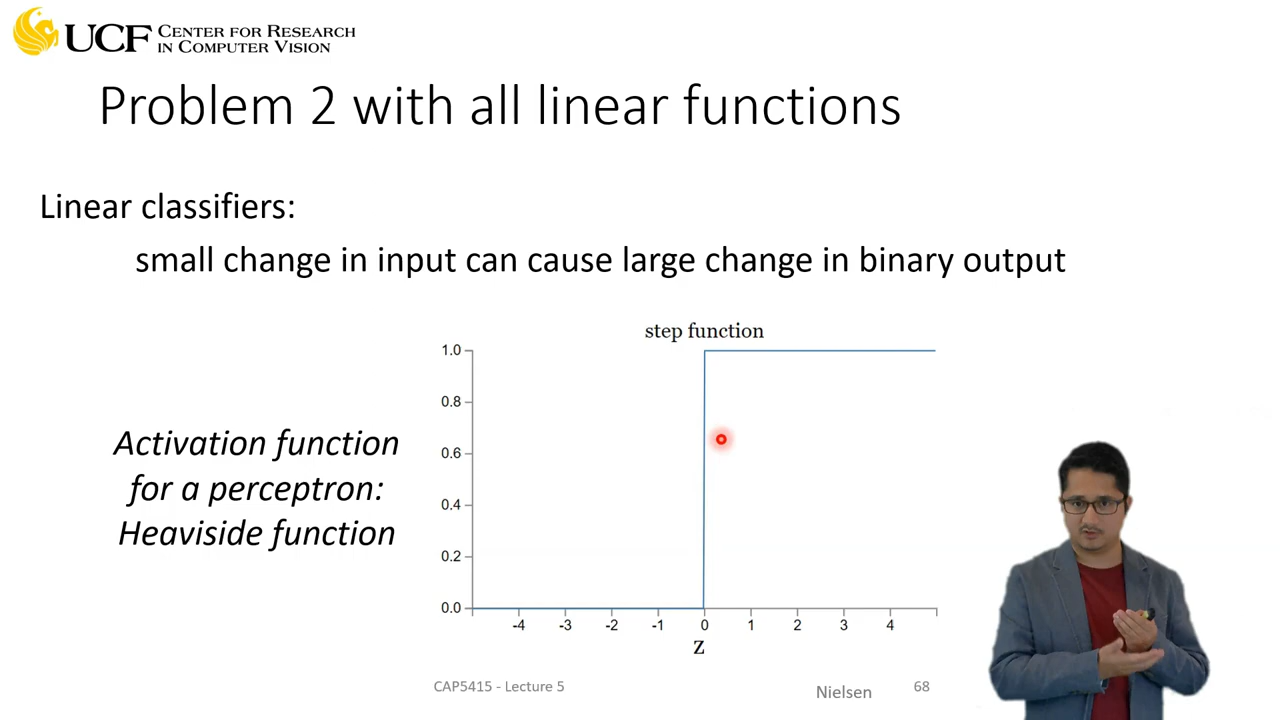 UCF CENTER FOR RESEARCH
IN COMPUTER VISION
Problem 2 with all linear functions
Linear classifiers:
small change in input can cause large change in binary output
step function
1.0
0.8
0.6
0.4
0.2
0.0
-4 -3 -2 -1 0 1 2 3 4
Z
Activation function
for a perceptron:
Heaviside function
CAP5415 - Lecture 5
Nielsen
68